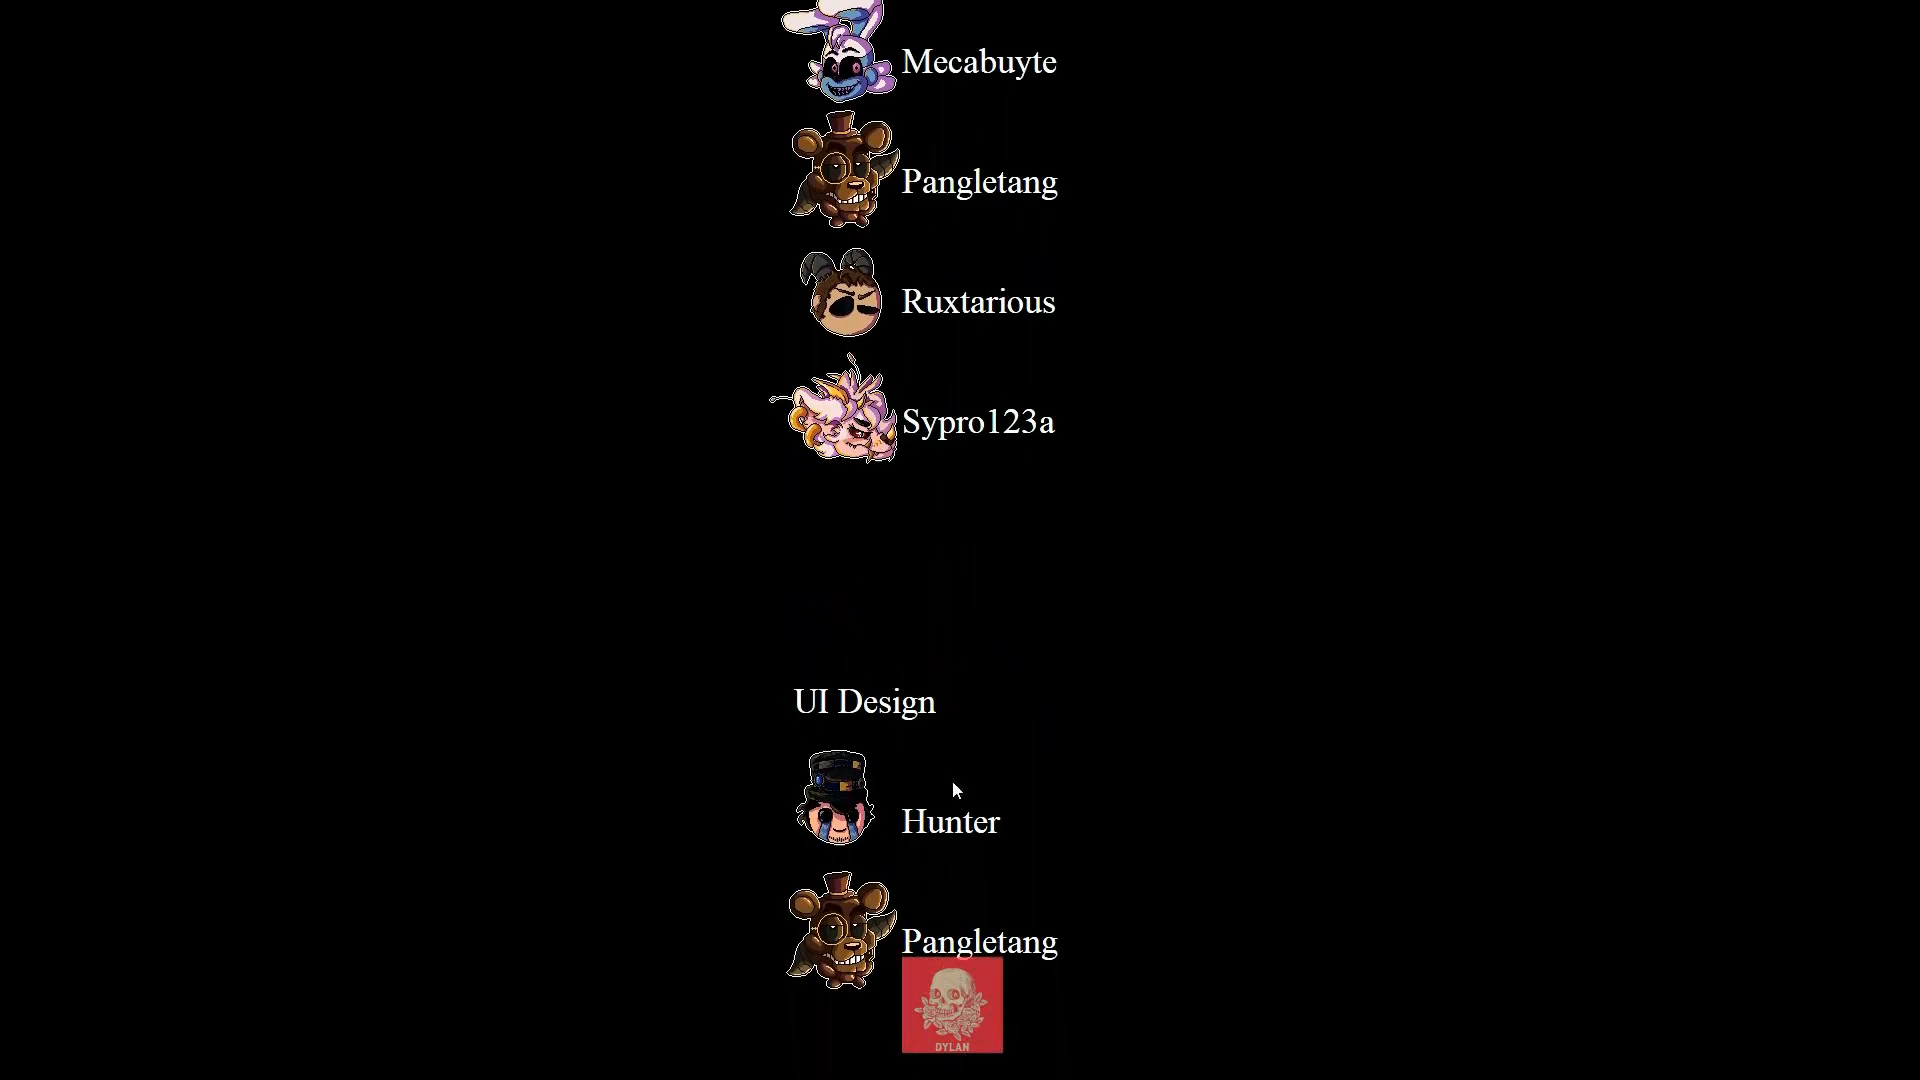 Mecabuyte
Pangletang
Ruxtarious
Sypro123a
UI Design
Hunter
Pangletang
DYLAN